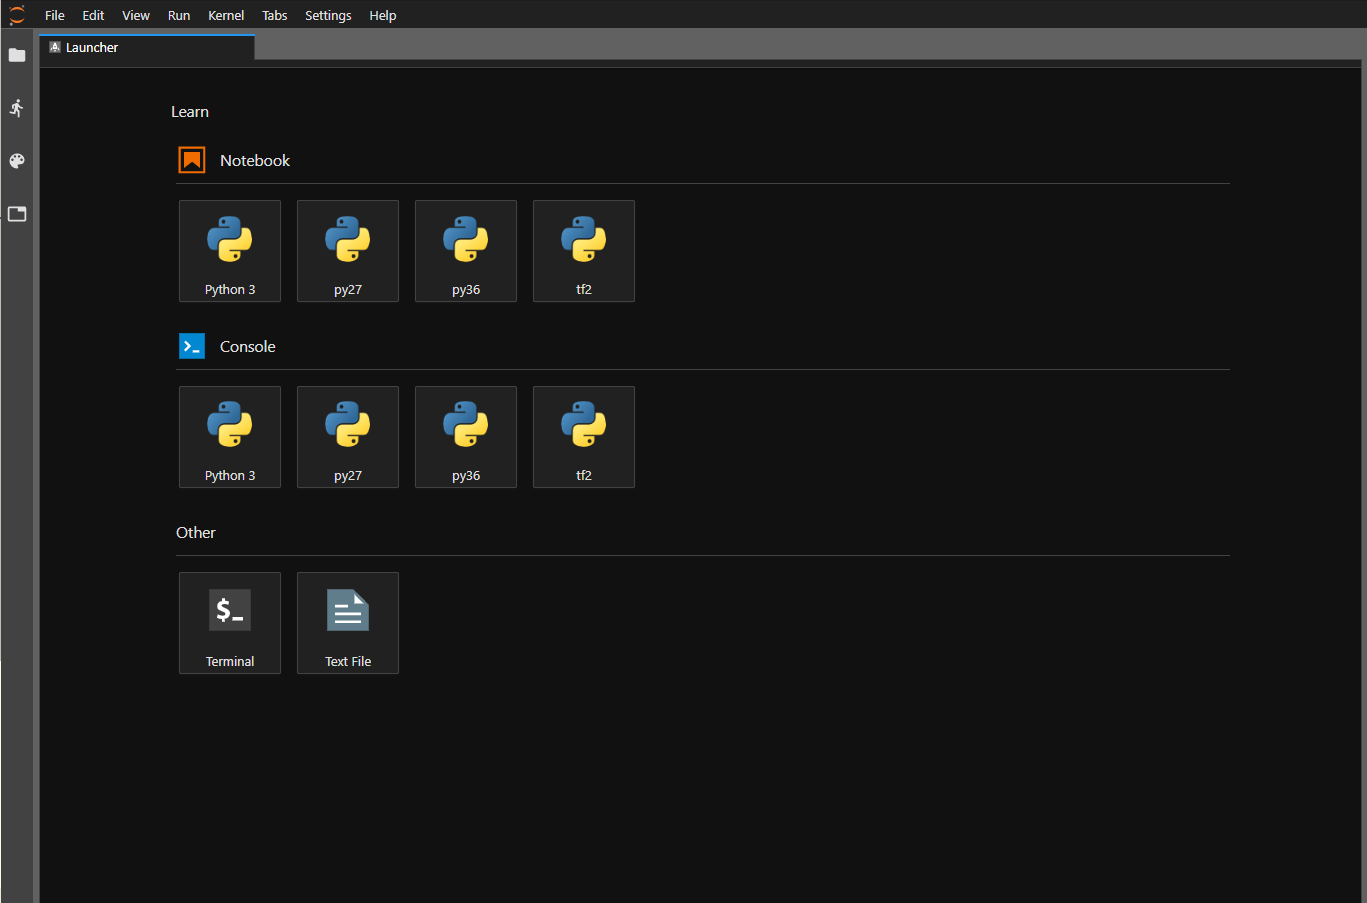 File Edit View Run Kernel Tabs Settings Help
Launcher
Learn
Notebook
Python 3 py27 py36 tf2
Console
Python 3 py27 py36 tf2
Other
$_
Terminal Text File